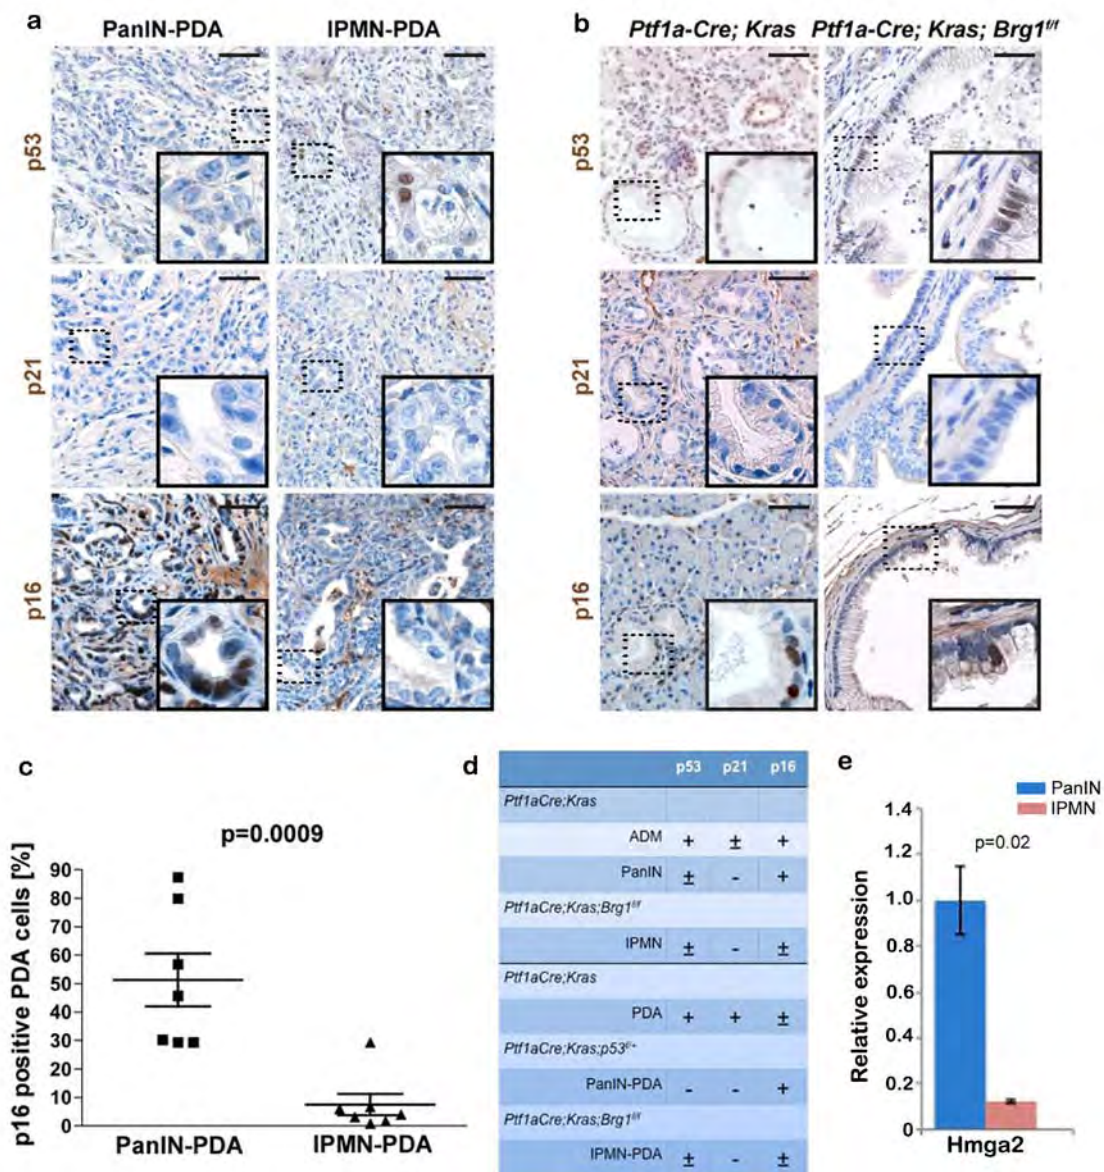 a
PanIN-PDA IPMN-PDA
p53
p21
p16
b
Ptf1a-Cre; Kras Ptf1a-Cre; Kras; Brg1f/f
p53
p21
p16
c
p=0.0009
p16 positive PDA cells [%]
90
80
70
60
50
40
30
20
10
0
PanIN-PDA IPMN-PDA
d
p53 p21 p16
Ptf1aCre;Kras
ADM + ± +
PanIN ± - +
Ptf1aCre;Kras;Brg1f/f
IPMN ± - ±
Ptf1aCre;Kras
PDA + + ±
Ptf1aCre;Kras;p53f/+
PanIN-PDA - - +
Ptf1aCre;Kras;Brg1f/f
IPMN-PDA ± - ±
e
PanIN
IPMN
p=0.02
Relative expression
1.4
1.2
1.0
0.8
0.6
0.4
0.2
0
Hmga2